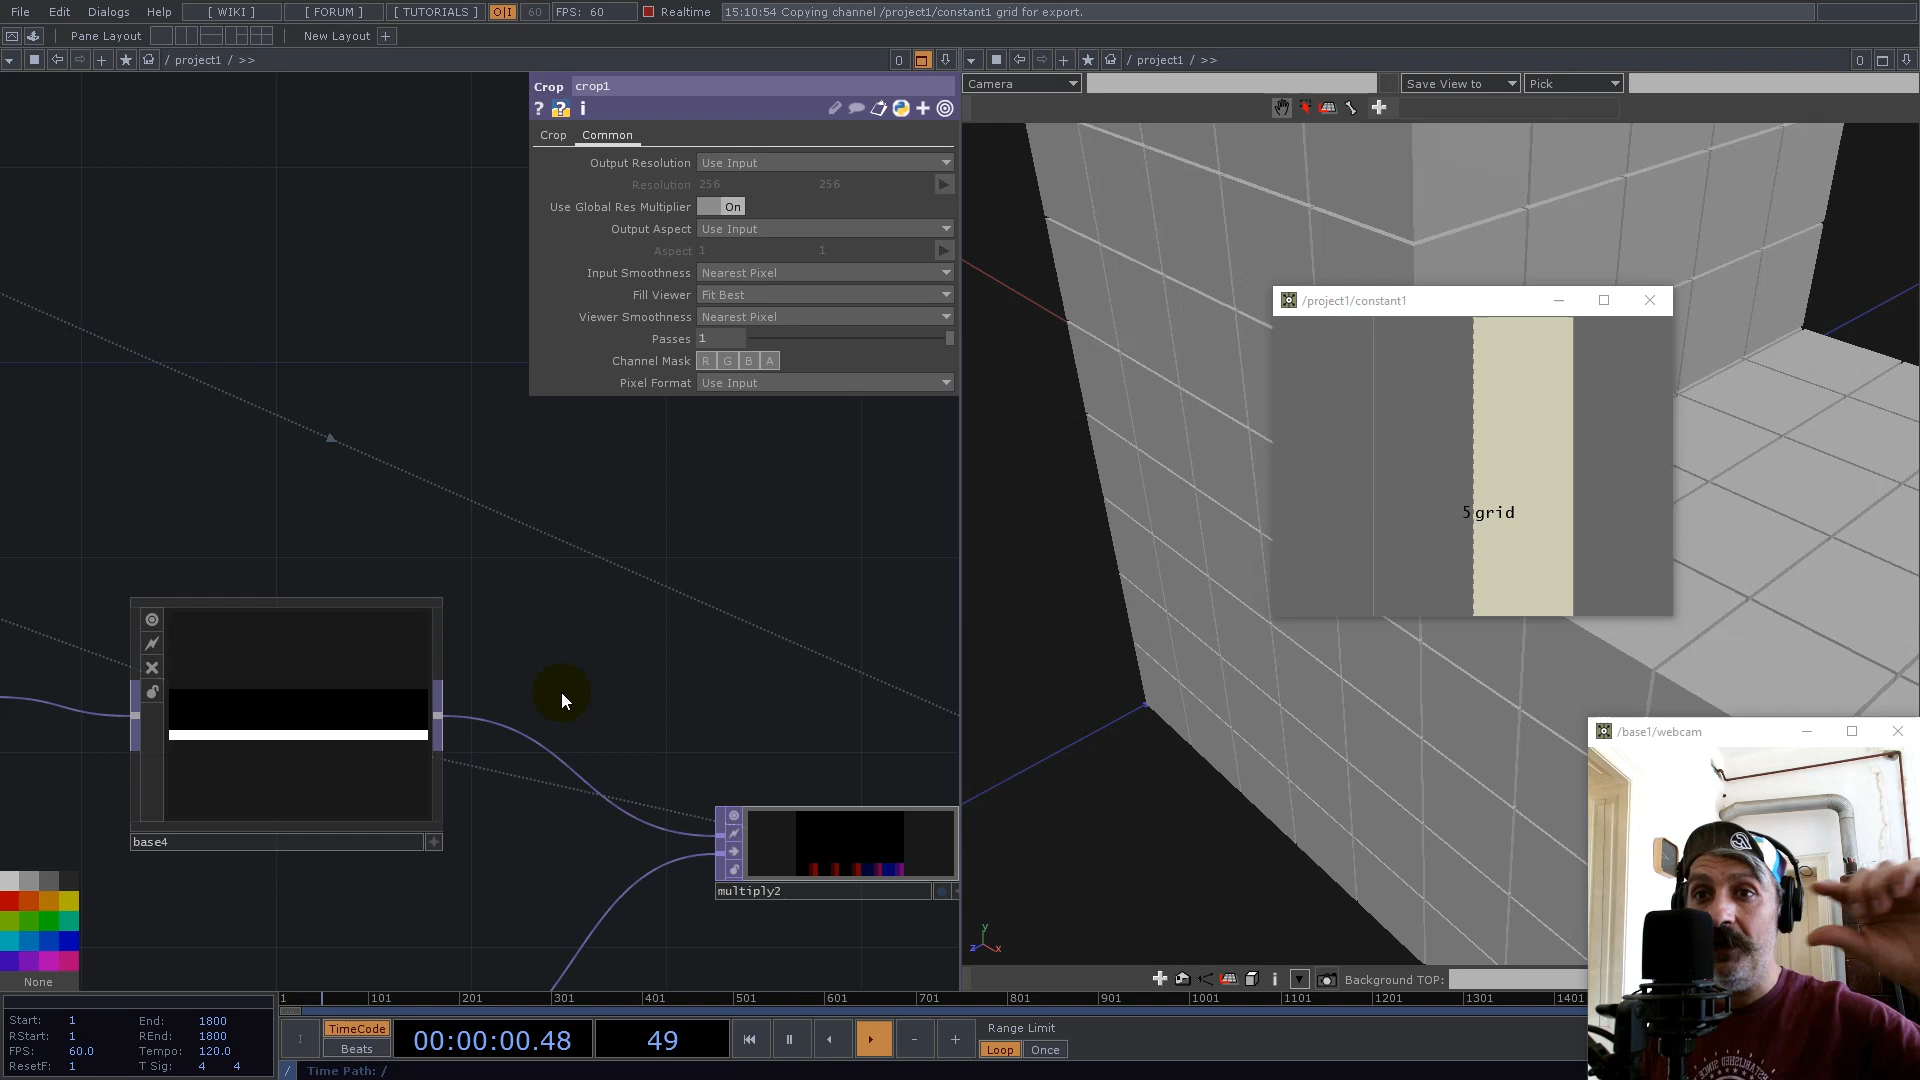 File Edit Dialogs Help [ WIKI ] [ FORUM ] [ TUTORIALS ] O|I 60 FPS: 60 Realtime 15:10:54 Copying channel /project1/constant1 grid for export.
Pane Layout New Layout +
/ project1 / >> 0
/ project1 / >> 0
Crop crop1
Camera Save View to Pick
? ? i
Crop Common
Output Resolution Use Input
Resolution 256 256
Use Global Res Multiplier On
Output Aspect Use Input
Aspect 1 1
Input Smoothness Nearest Pixel
Fill Viewer Fit Best
Viewer Smoothness Nearest Pixel
Passes 1
Channel Mask R G B A
Pixel Format Use Input
/project1/constant1
5 grid
/base1/webcam
base4
multiply2
y
z x
None
i Background TOP:
1 101 201 301 401 501 601 701 801 901 1001 1101 1201 1301 1401
Start: 1 End: 1800
RStart: 1 REnd: 1800
FPS: 60.0 Tempo: 120.0
ResetF: 1 T Sig: 4 4
I TimeCode Beats 00:00:00.48 49 - + Range Limit
Loop Once
/ Time Path: /